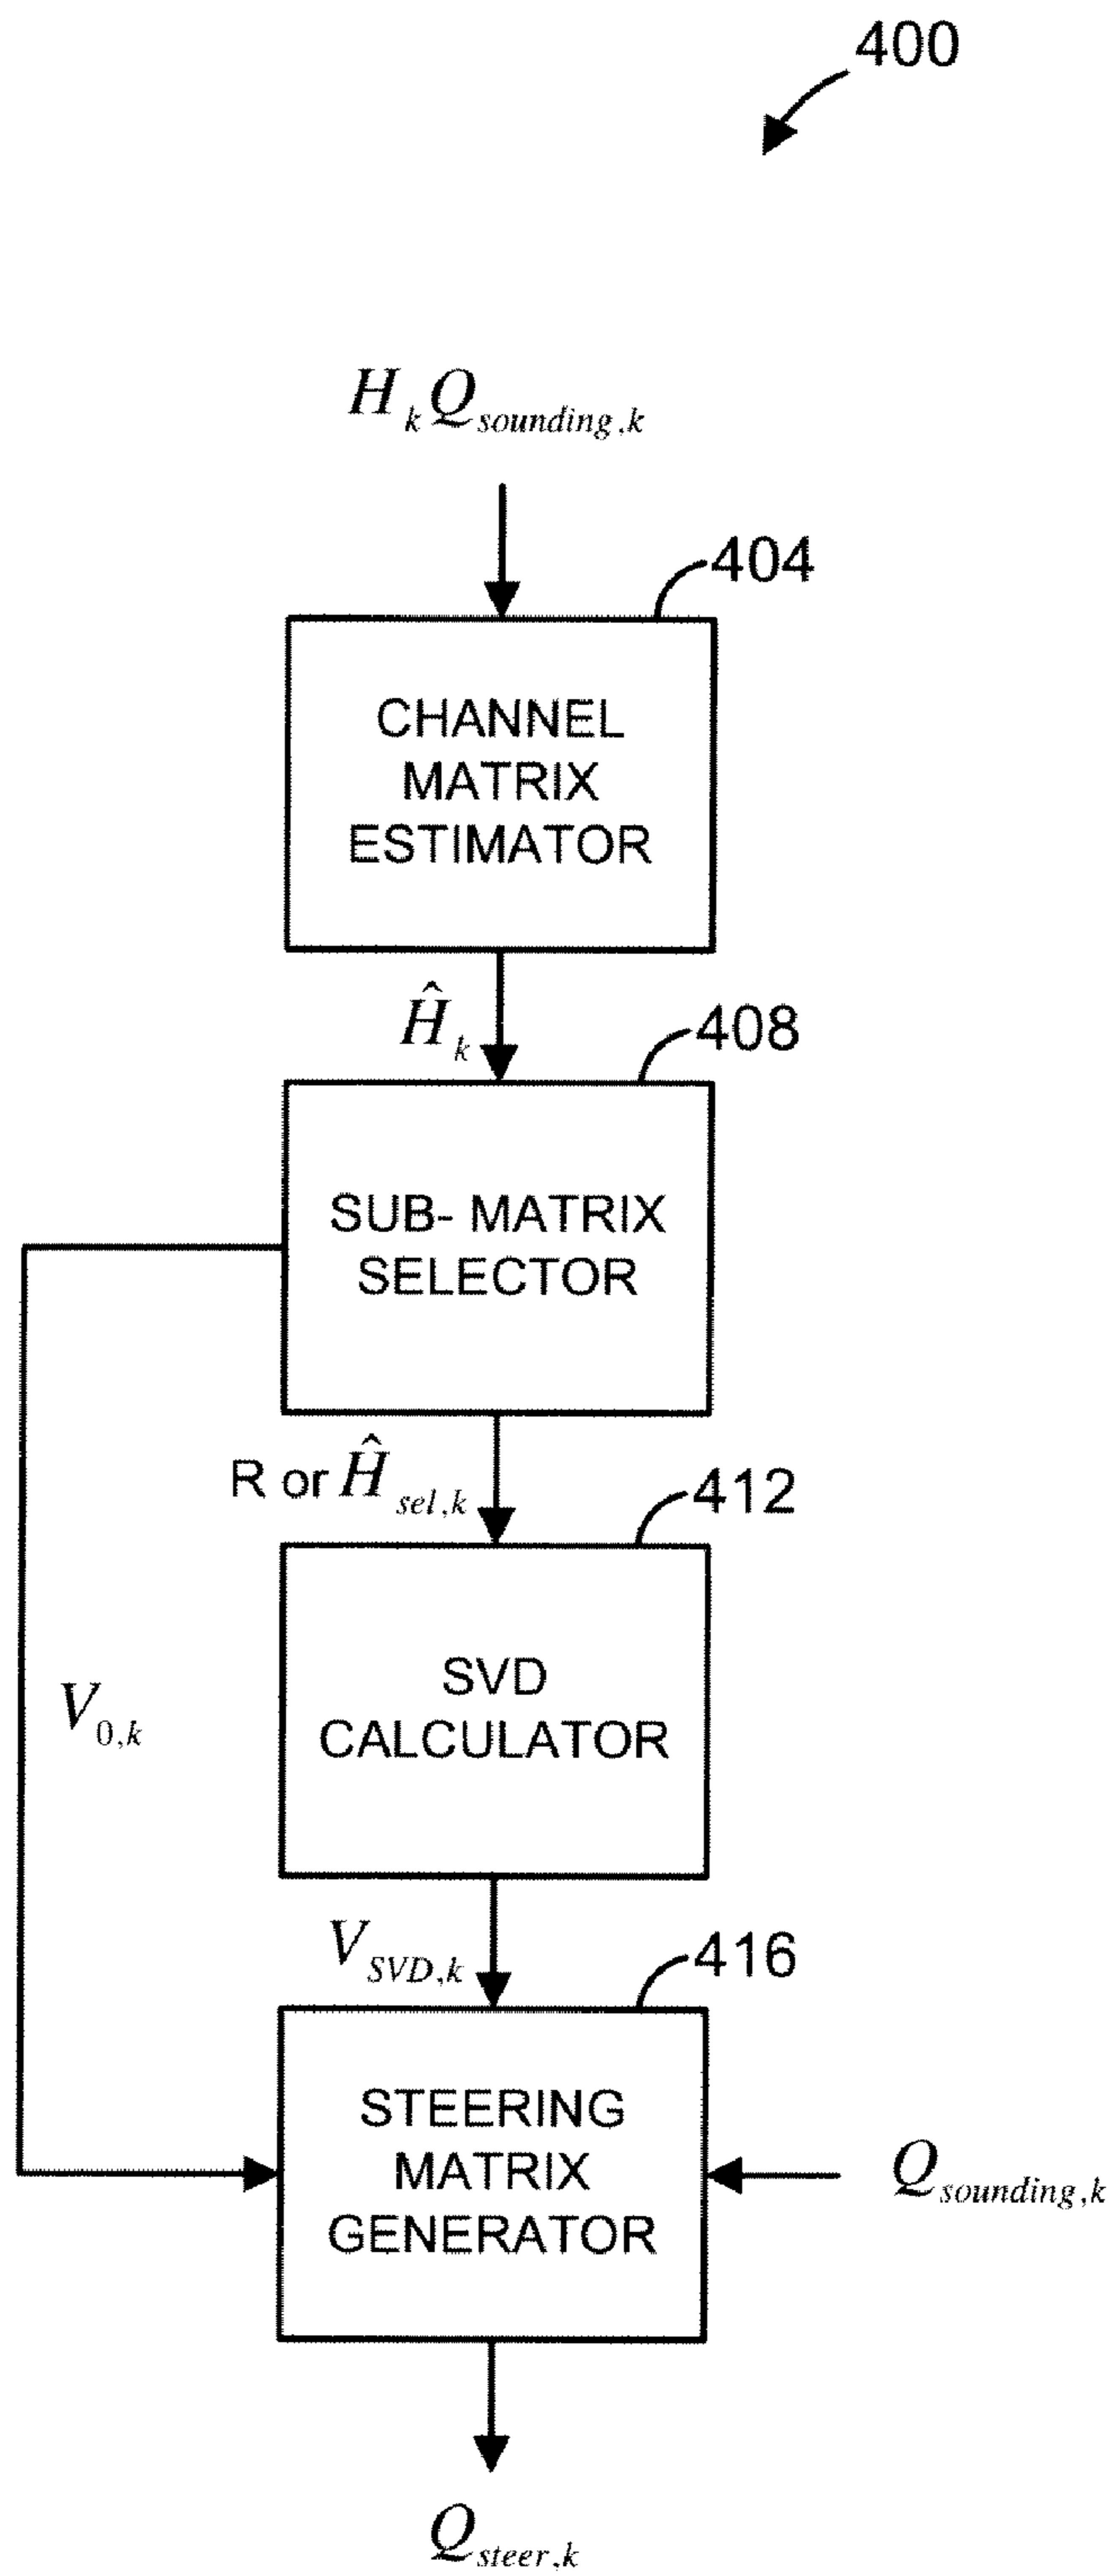 400
H_k Q_sounding,k
404
CHANNEL
MATRIX
ESTIMATOR
Ĥ_k
408
SUB- MATRIX
SELECTOR
R or Ĥ_sel,k
412
SVD
CALCULATOR
V_0,k
V_SVD,k
416
STEERING
MATRIX
GENERATOR
Q_sounding,k
Q_steer,k